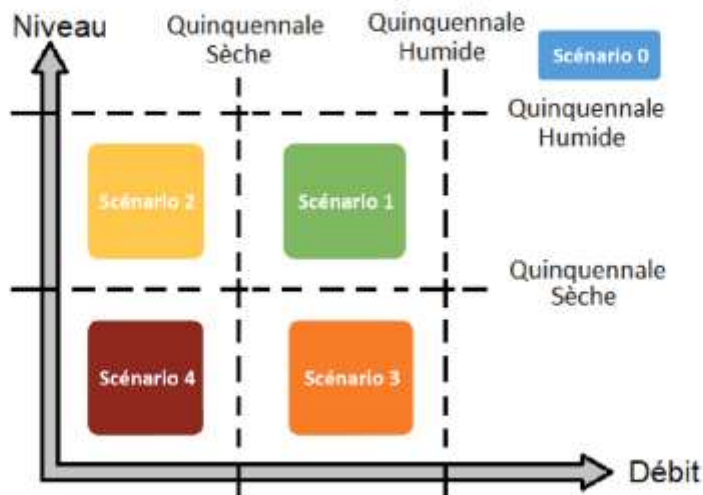 Niveau
Quinquennale
Sèche
Quinquennale
Humide
Scénario 0
Quinquennale
Humide
Scénario 2
Scénario 1
Quinquennale
Sèche
Scénario 4
Scénario 3
Débit